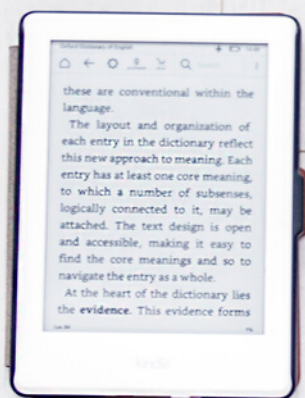 Oxford Dictionary of English
these are conventional within the
language.
The layout and organization of
each entry in the dictionary reflect
this new approach to meaning. Each
entry has at least one core meaning,
to which a number of subsenses,
logically connected to it, may be
attached. The text design is open
and accessible, making it easy to
find the core meanings and so to
navigate the entry as a whole.
At the heart of the dictionary lies
the evidence. This evidence forms
kindle